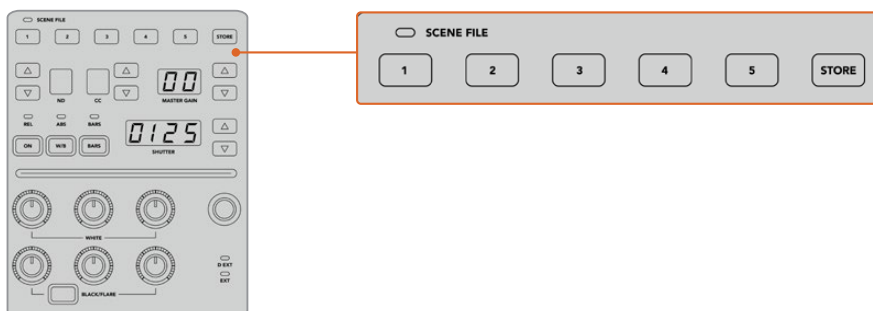 SCENE FILE
1 2 3 4 5 STORE
ND CC MASTER GAIN
00
REL ABS BARS
ON W/B BARS
0125
SHUTTER
WHITE
BLACK/FLARE
D-EXT
EXT
SCENE FILE
1 2 3 4 5 STORE